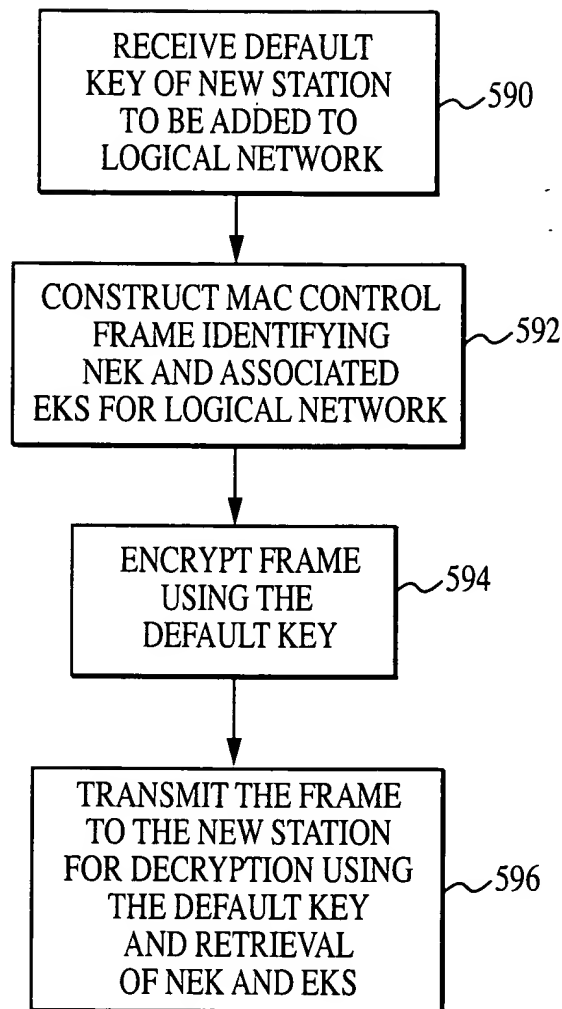 RECEIVE DEFAULT
KEY OF NEW STATION
TO BE ADDED TO
LOGICAL NETWORK
590
CONSTRUCT MAC CONTROL
FRAME IDENTIFYING
NEK AND ASSOCIATED
EKS FOR LOGICAL NETWORK
592
ENCRYPT FRAME
USING THE
DEFAULT KEY
594
TRANSMIT THE FRAME
TO THE NEW STATION
FOR DECRYPTION USING
THE DEFAULT KEY
AND RETRIEVAL
OF NEK AND EKS
596